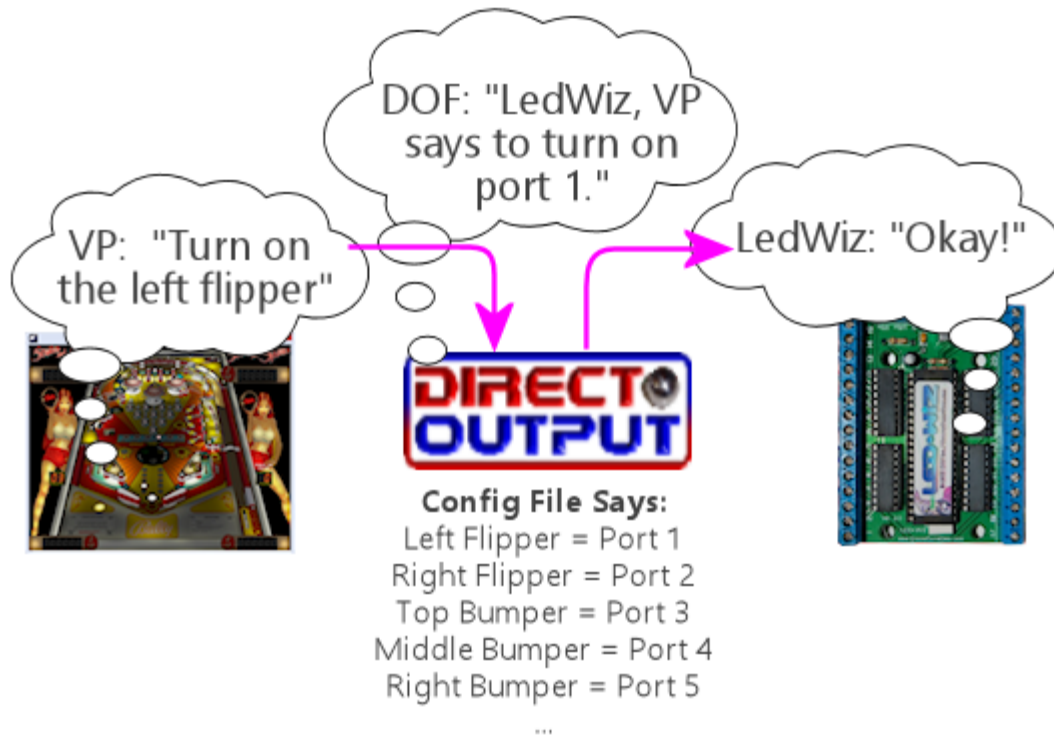 DOF: "LedWiz, VP
says to turn on
port 1."
VP: "Turn on
the left flipper"
LedWiz: "Okay!"
DIRECT
OUTPUT
Config File Says:
Left Flipper = Port 1
Right Flipper = Port 2
Top Bumper = Port 3
Middle Bumper = Port 4
Right Bumper = Port 5
...